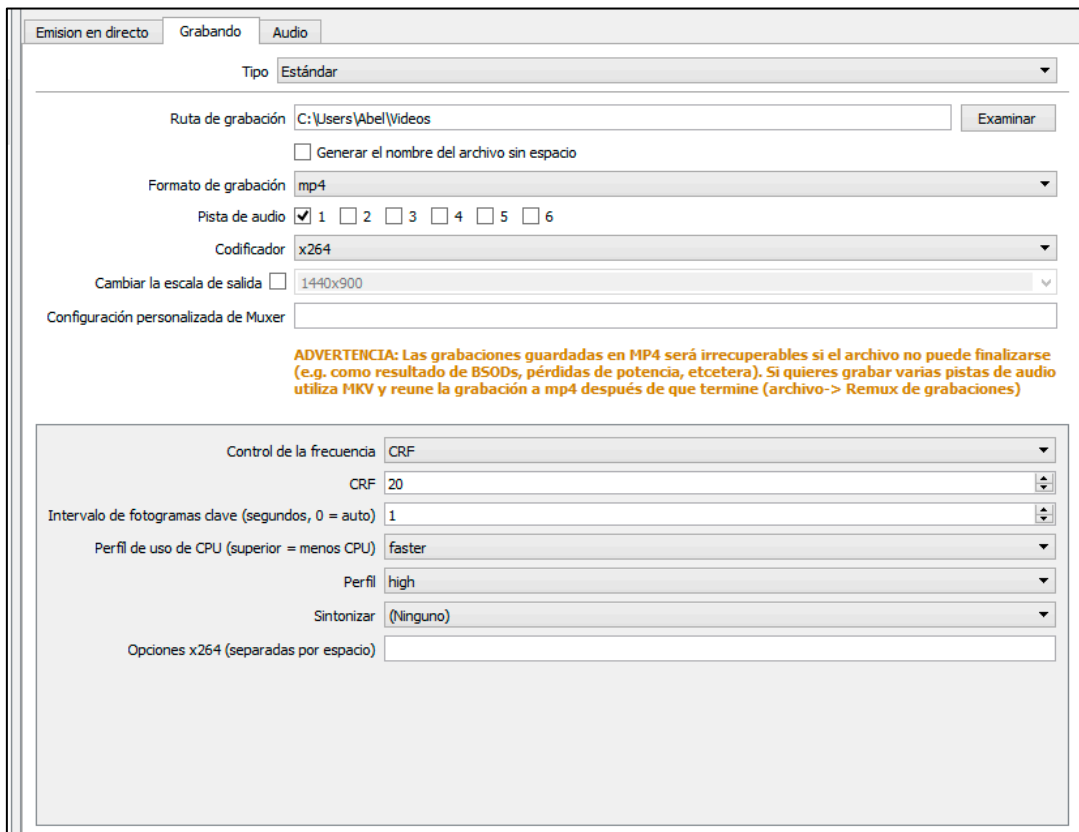 Emision en directo Grabando Audio
Tipo Estándar
Ruta de grabación C:\Users\Abel\Videos Examinar
Generar el nombre del archivo sin espacio
Formato de grabación mp4
Pista de audio 1 2 3 4 5 6
Codificador x264
Cambiar la escala de salida 1440x900
Configuración personalizada de Muxer
ADVERTENCIA: Las grabaciones guardadas en MP4 será irrecuperables si el archivo no puede finalizarse
(e.g. como resultado de BSODs, pérdidas de potencia, etcetera). Si quieres grabar varias pistas de audio
utiliza MKV y reune la grabación a mp4 después de que termine (archivo-> Remux de grabaciones)
Control de la frecuencia CRF
CRF 20
Intervalo de fotogramas clave (segundos, 0 = auto) 1
Perfil de uso de CPU (superior = menos CPU) faster
Perfil high
Sintonizar (Ninguno)
Opciones x264 (separadas por espacio)